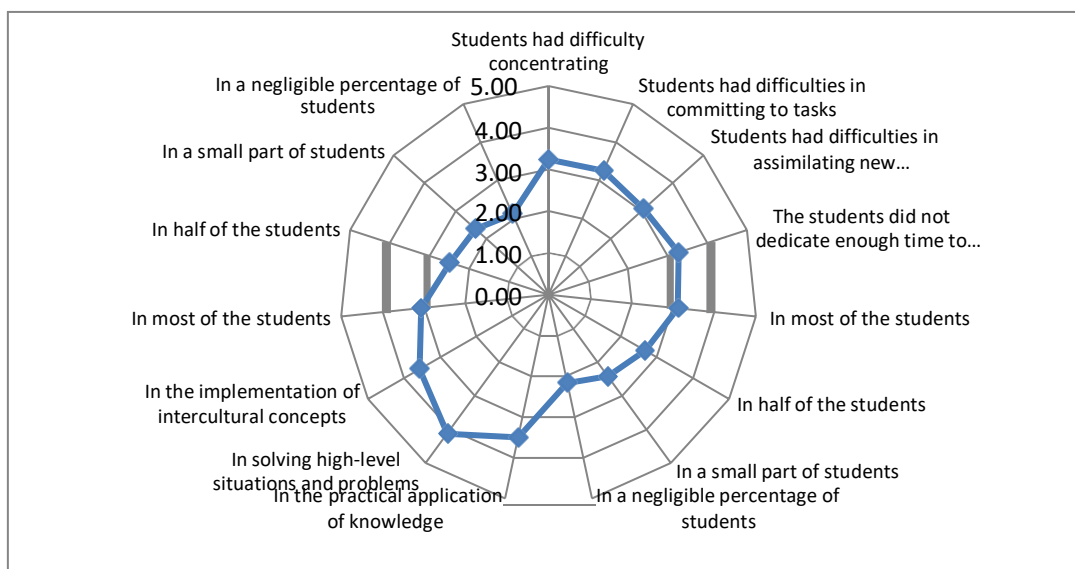 Students had difficulty
concentrating
Students had difficulties in
committing to tasks
Students had difficulties in
assimilating new…
The students did not
dedicate enough time to…
In most of the students
In half of the students
In a small part of students
In a negligible percentage of
students
In the practical application
of knowledge
In solving high-level
situations and problems
In the implementation of
intercultural concepts
In most of the students
In half of the students
In a small part of students
In a negligible percentage of
students
5.00
4.00
3.00
2.00
1.00
0.00